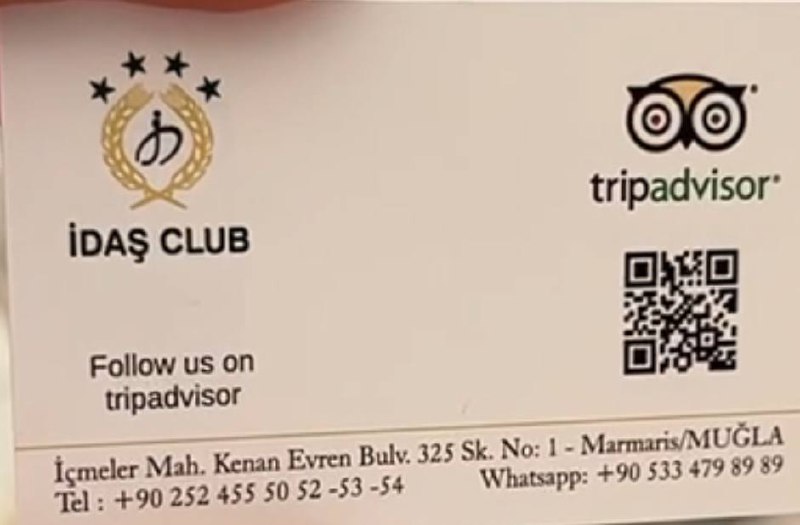 İDAŞ CLUB
tripadvisor
Follow us on
tripadvisor
İçmeler Mah. Kenan Evren Bulv. 325 Sk. No: 1 - Marmaris/MUĞLA
Tel : +90 252 455 50 52 -53 -54 Whatsapp: +90 533 479 89 89